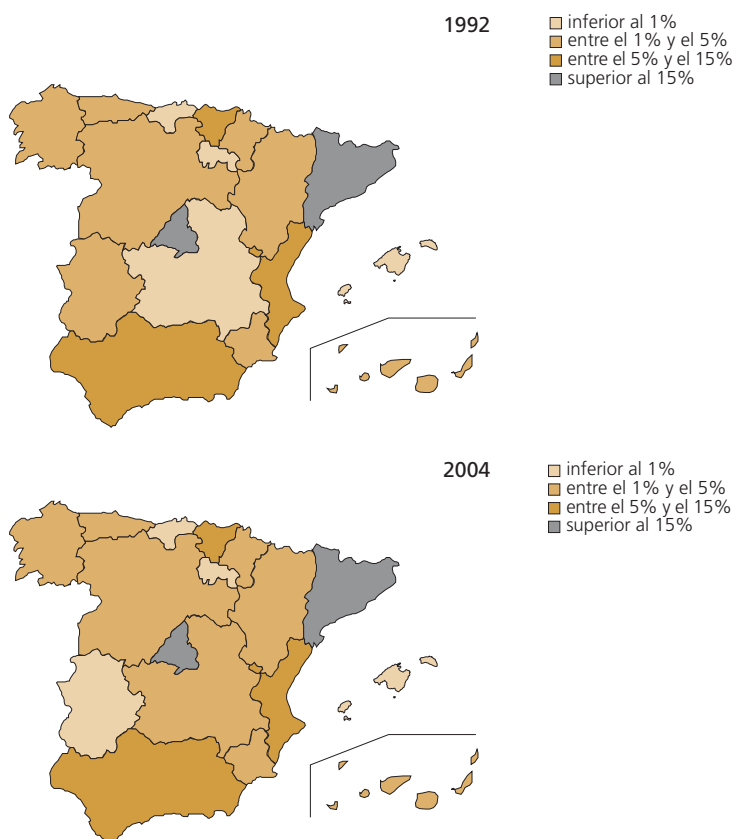 1992
inferior al 1%
entre el 1% y el 5%
entre el 5% y el 15%
superior al 15%
2004
inferior al 1%
entre el 1% y el 5%
entre el 5% y el 15%
superior al 15%